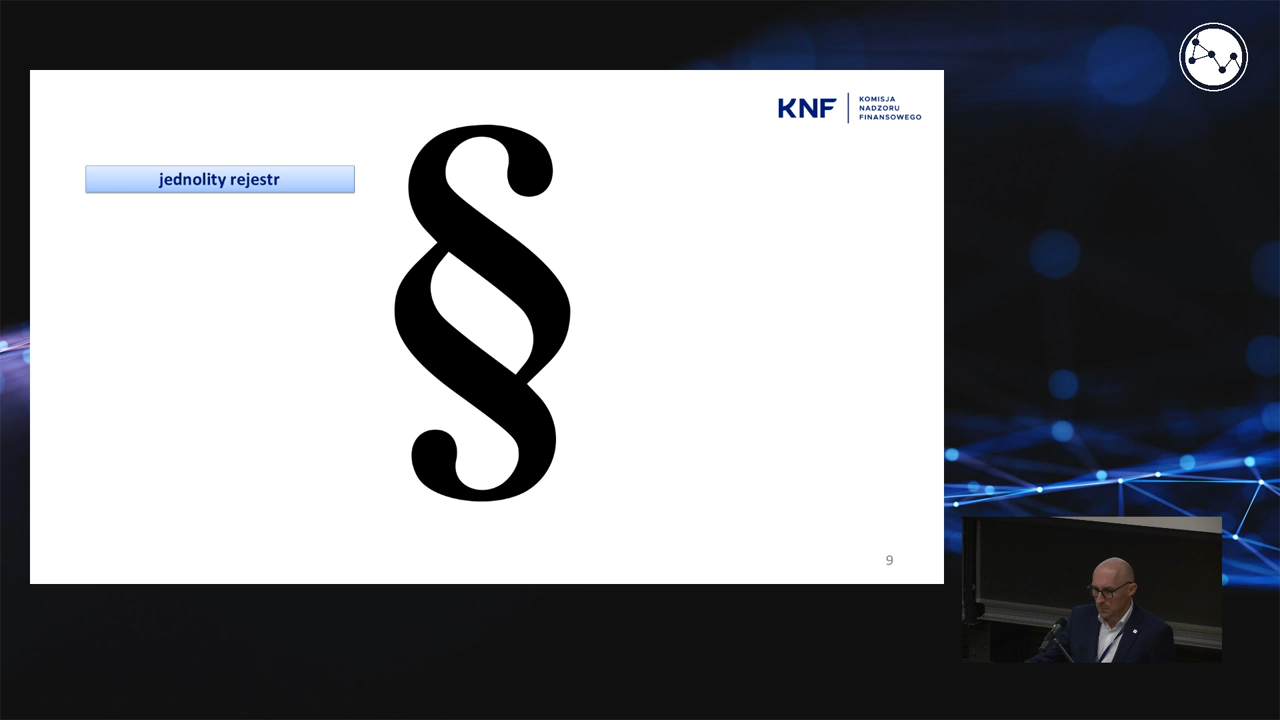 KNF
KOMISJA
NADZORU
FINANSOWEGO
jednolity rejestr
§
9